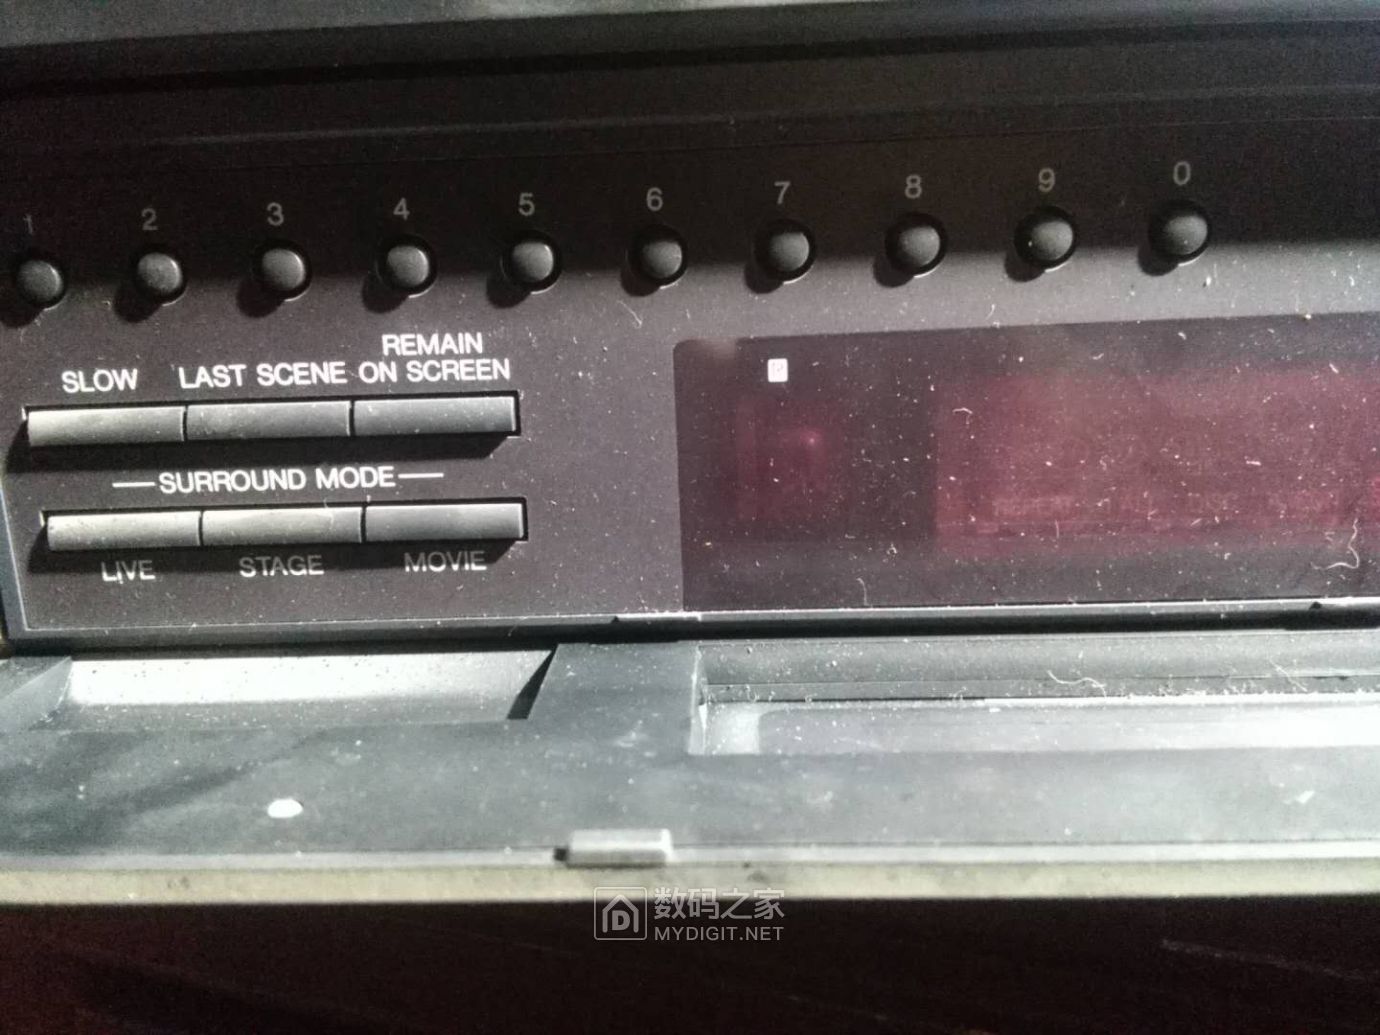 1 2 3 4 5 6 7 8 9 0
SLOW LAST SCENE REMAIN
ON SCREEN
SURROUND MODE
LIVE STAGE MOVIE
数码之家
MYDIGIT.NET